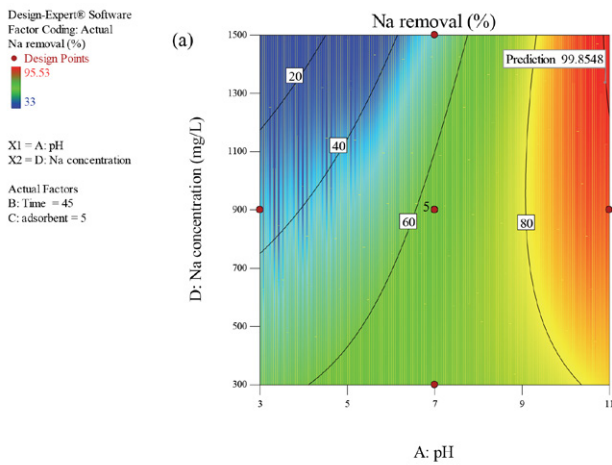 Design-Expert® Software
Factor Coding: Actual
Na removal (%)
Design Points
95.53
33
X1 = A: pH
X2 = D: Na concentration
Actual Factors
B: Time = 45
C: adsorbent = 5
(a)
Na removal (%)
D: Na concentration (mg/L)
1500
1300
1100
900
700
500
300
20
40
60
80
5
Prediction 99.8548
3
5
7
9
11
A: pH